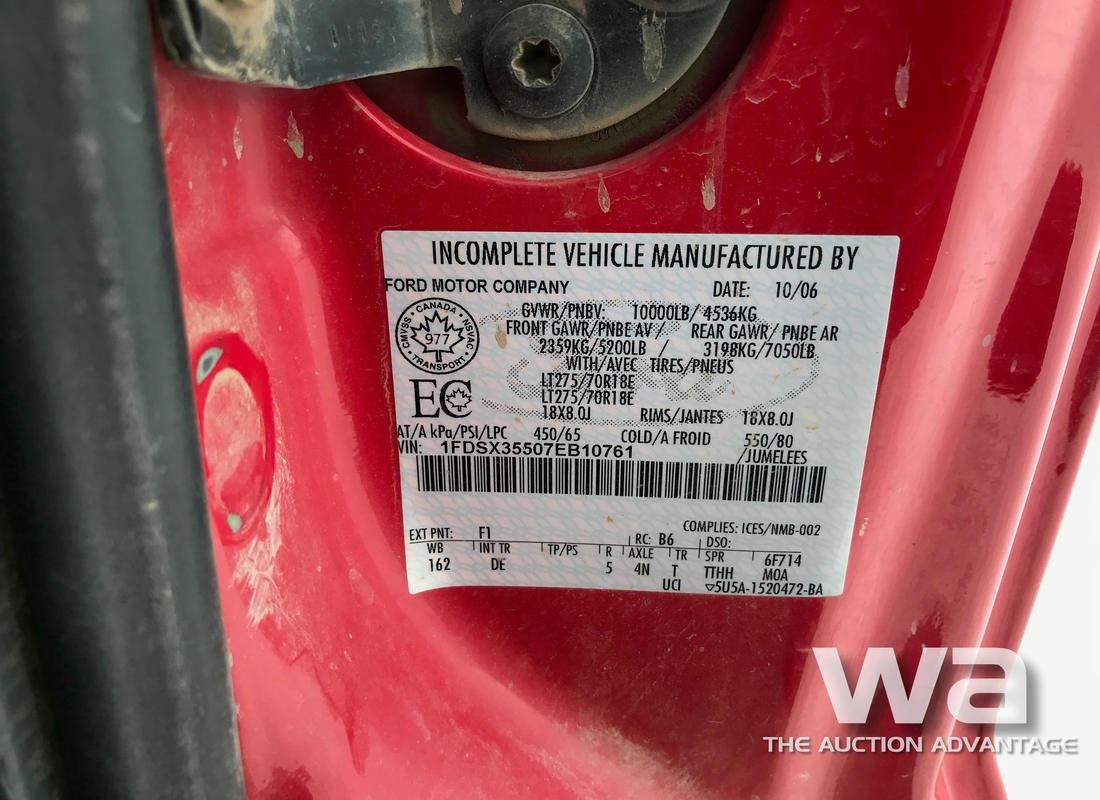 INCOMPLETE VEHICLE MANUFACTURED BY
FORD MOTOR COMPANY DATE: 10/06
GVWR/PNBV: 10000LB/ 4536KG
FRONT GAWR/PNBE AV / REAR GAWR/ PNBE AR
2359KG/5200LB / 3198KG/7050LB
WITH/AVEC TIRES/PNEUS
LT275/70R18E
LT275/70R18E
18X8.0J RIMS/JANTES 18X8.0J
CANADA
CMVSS • NSVAC
977
TRANSPORT
EC
AT/A kPa/PSI/LPC 450/65 COLD/A FROID 550/80
VIN: 1FDSX35507EB10761 /JUMELEES
COMPLIES: ICES/NMB-002
EXT PNT: F1 RC: B6 DSO:
WB INT TR TP/PS R AXLE TR SPR 6F714
162 DE 5 4N T TTHH MOA
UCI ▽5U5A-1520472-BA
wa
THE AUCTION ADVANTAGE